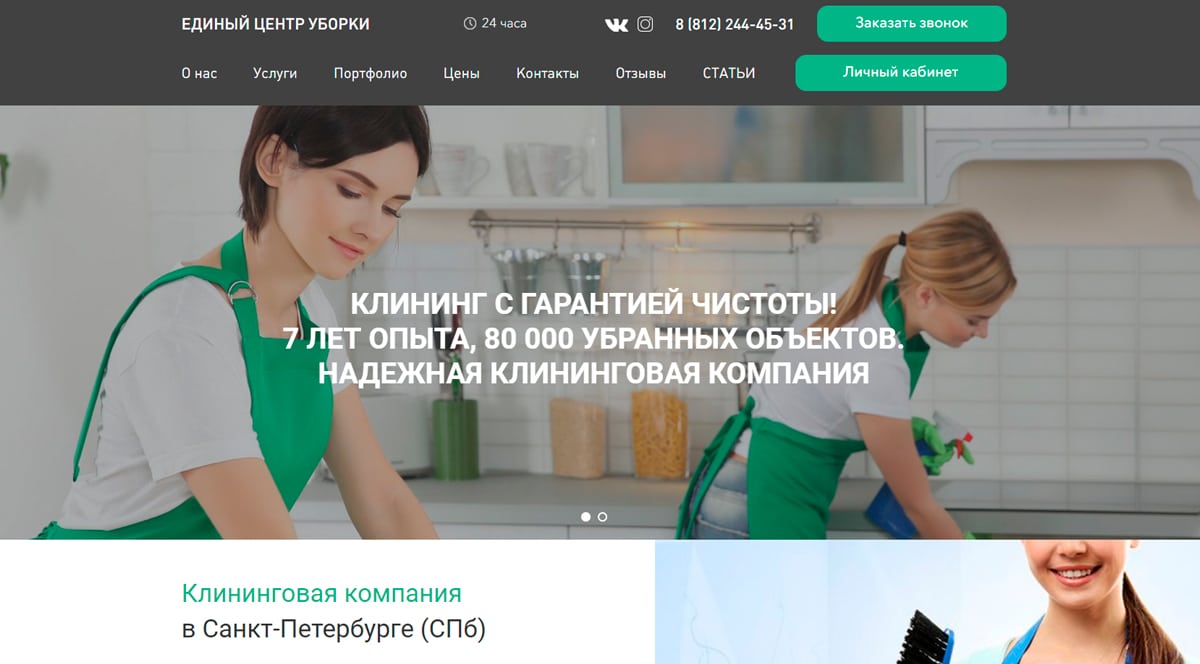 ЕДИНЫЙ ЦЕНТР УБОРКИ
24 часа
8 (812) 244-45-31
Заказать звонок
О нас
Услуги
Портфолио
Цены
Контакты
Отзывы
СТАТЬИ
Личный кабинет
КЛИНИНГ С ГАРАНТИЕЙ ЧИСТОТЫ!
7 ЛЕТ ОПЫТА, 80 000 УБРАННЫХ ОБЪЕКТОВ.
НАДЕЖНАЯ КЛИНИНГОВАЯ КОМПАНИЯ
Клининговая компания
в Санкт-Петербурге (СПб)